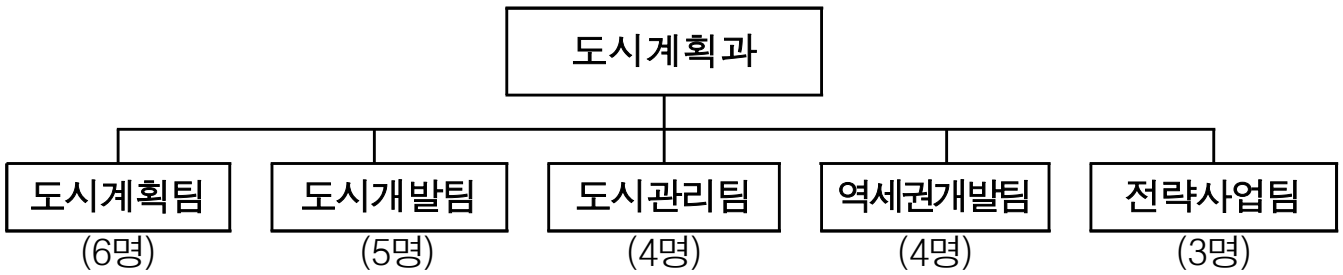 도시계획과
도시계획팀 도시개발팀 도시관리팀 역세권개발팀 전략사업팀
(6명) (5명) (4명) (4명) (3명)